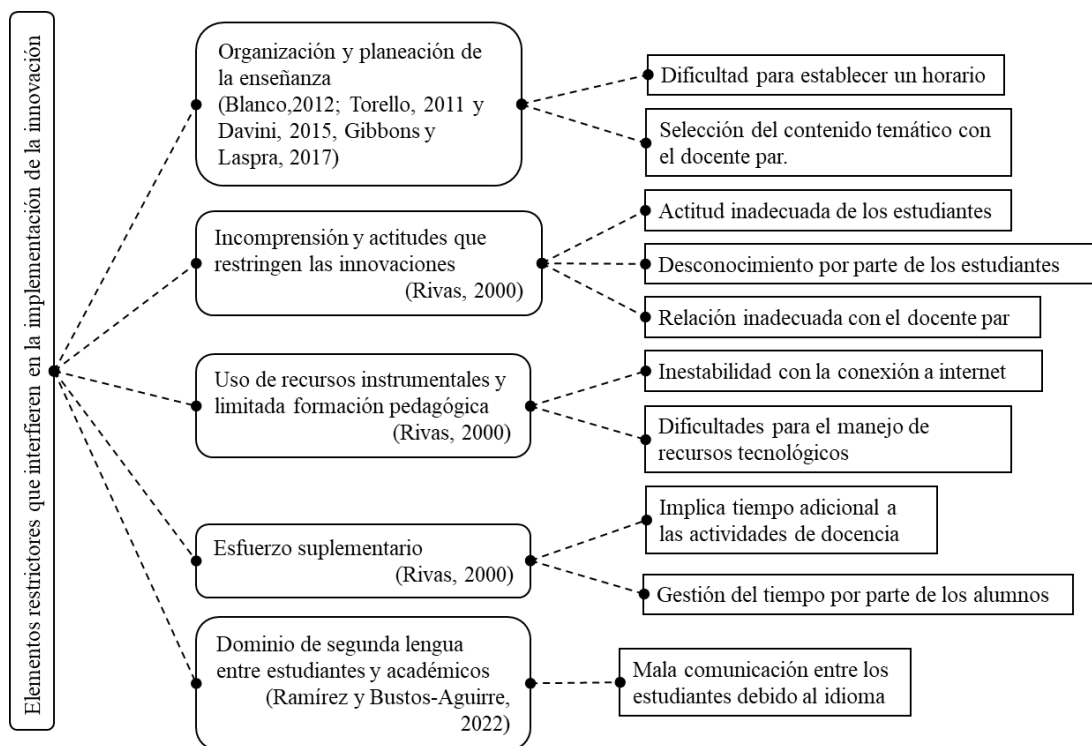 Elementos restrictores que interfieren en la implementación de la innovación
Organización y planeación de
la enseñanza
(Blanco,2012; Torello, 2011 y
Davini, 2015, Gibbons y
Laspra, 2017)
Dificultad para establecer un horario
Selección del contenido temático con
el docente par.
Incomprensión y actitudes que
restringen las innovaciones
(Rivas, 2000)
Actitud inadecuada de los estudiantes
Desconocimiento por parte de los estudiantes
Relación inadecuada con el docente par
Uso de recursos instrumentales y
limitada formación pedagógica
(Rivas, 2000)
Inestabilidad con la conexión a internet
Dificultades para el manejo de
recursos tecnológicos
Esfuerzo suplementario
(Rivas, 2000)
Implica tiempo adicional a
las actividades de docencia
Gestión del tiempo por parte de los alumnos
Dominio de segunda lengua
entre estudiantes y académicos
(Ramírez y Bustos-Aguirre,
2022)
Mala comunicación entre los
estudiantes debido al idioma